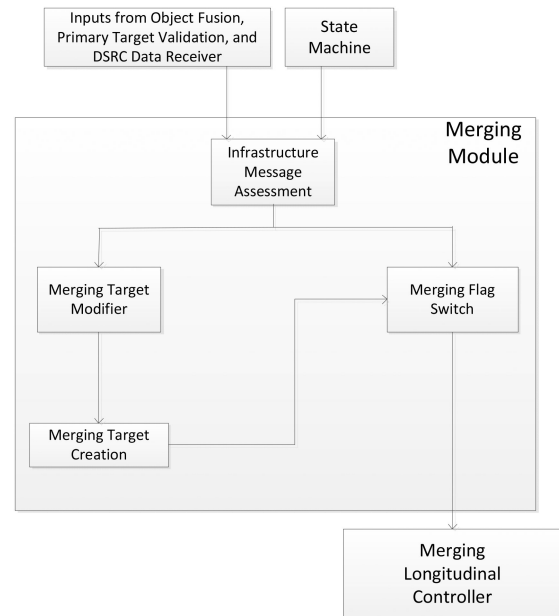 Inputs from Object Fusion,
Primary Target Validation, and
DSRC Data Receiver
State
Machine
Merging
Module
Infrastructure
Message
Assessment
Merging Target
Modifier
Merging Flag
Switch
Merging Target
Creation
Merging
Longitudinal
Controller